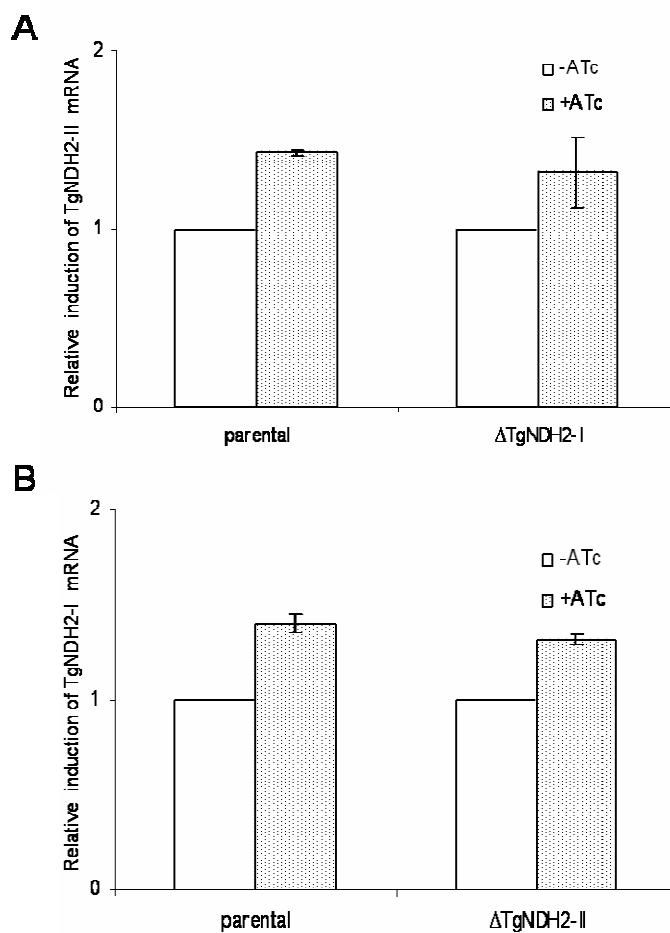 A
Relative induction of TgNDH2-II mRNA
2
1
0
-ATc
+ATc
parental
ΔTgNDH2-I
B
Relative induction of TgNDH2-I mRNA
2
1
0
-ATc
+ATc
parental
ΔTgNDH2-II